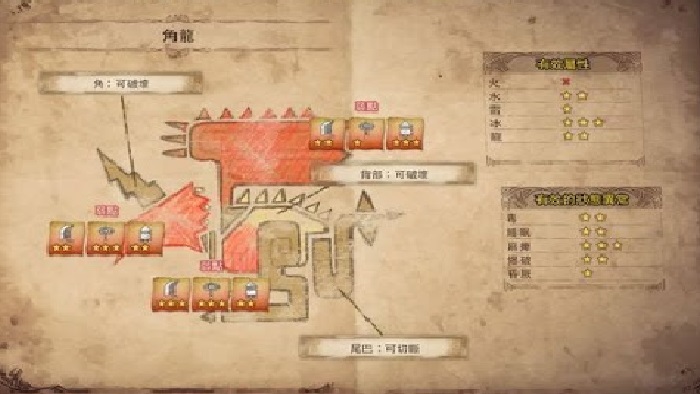 角龍
角：可破壞
弱點
背部：可破壞
弱點
弱點
尾巴：可切斷
有效屬性
火
水
雷
冰
龍
有效的狀態異常
毒
睡眠
麻痺
爆破
昏厥